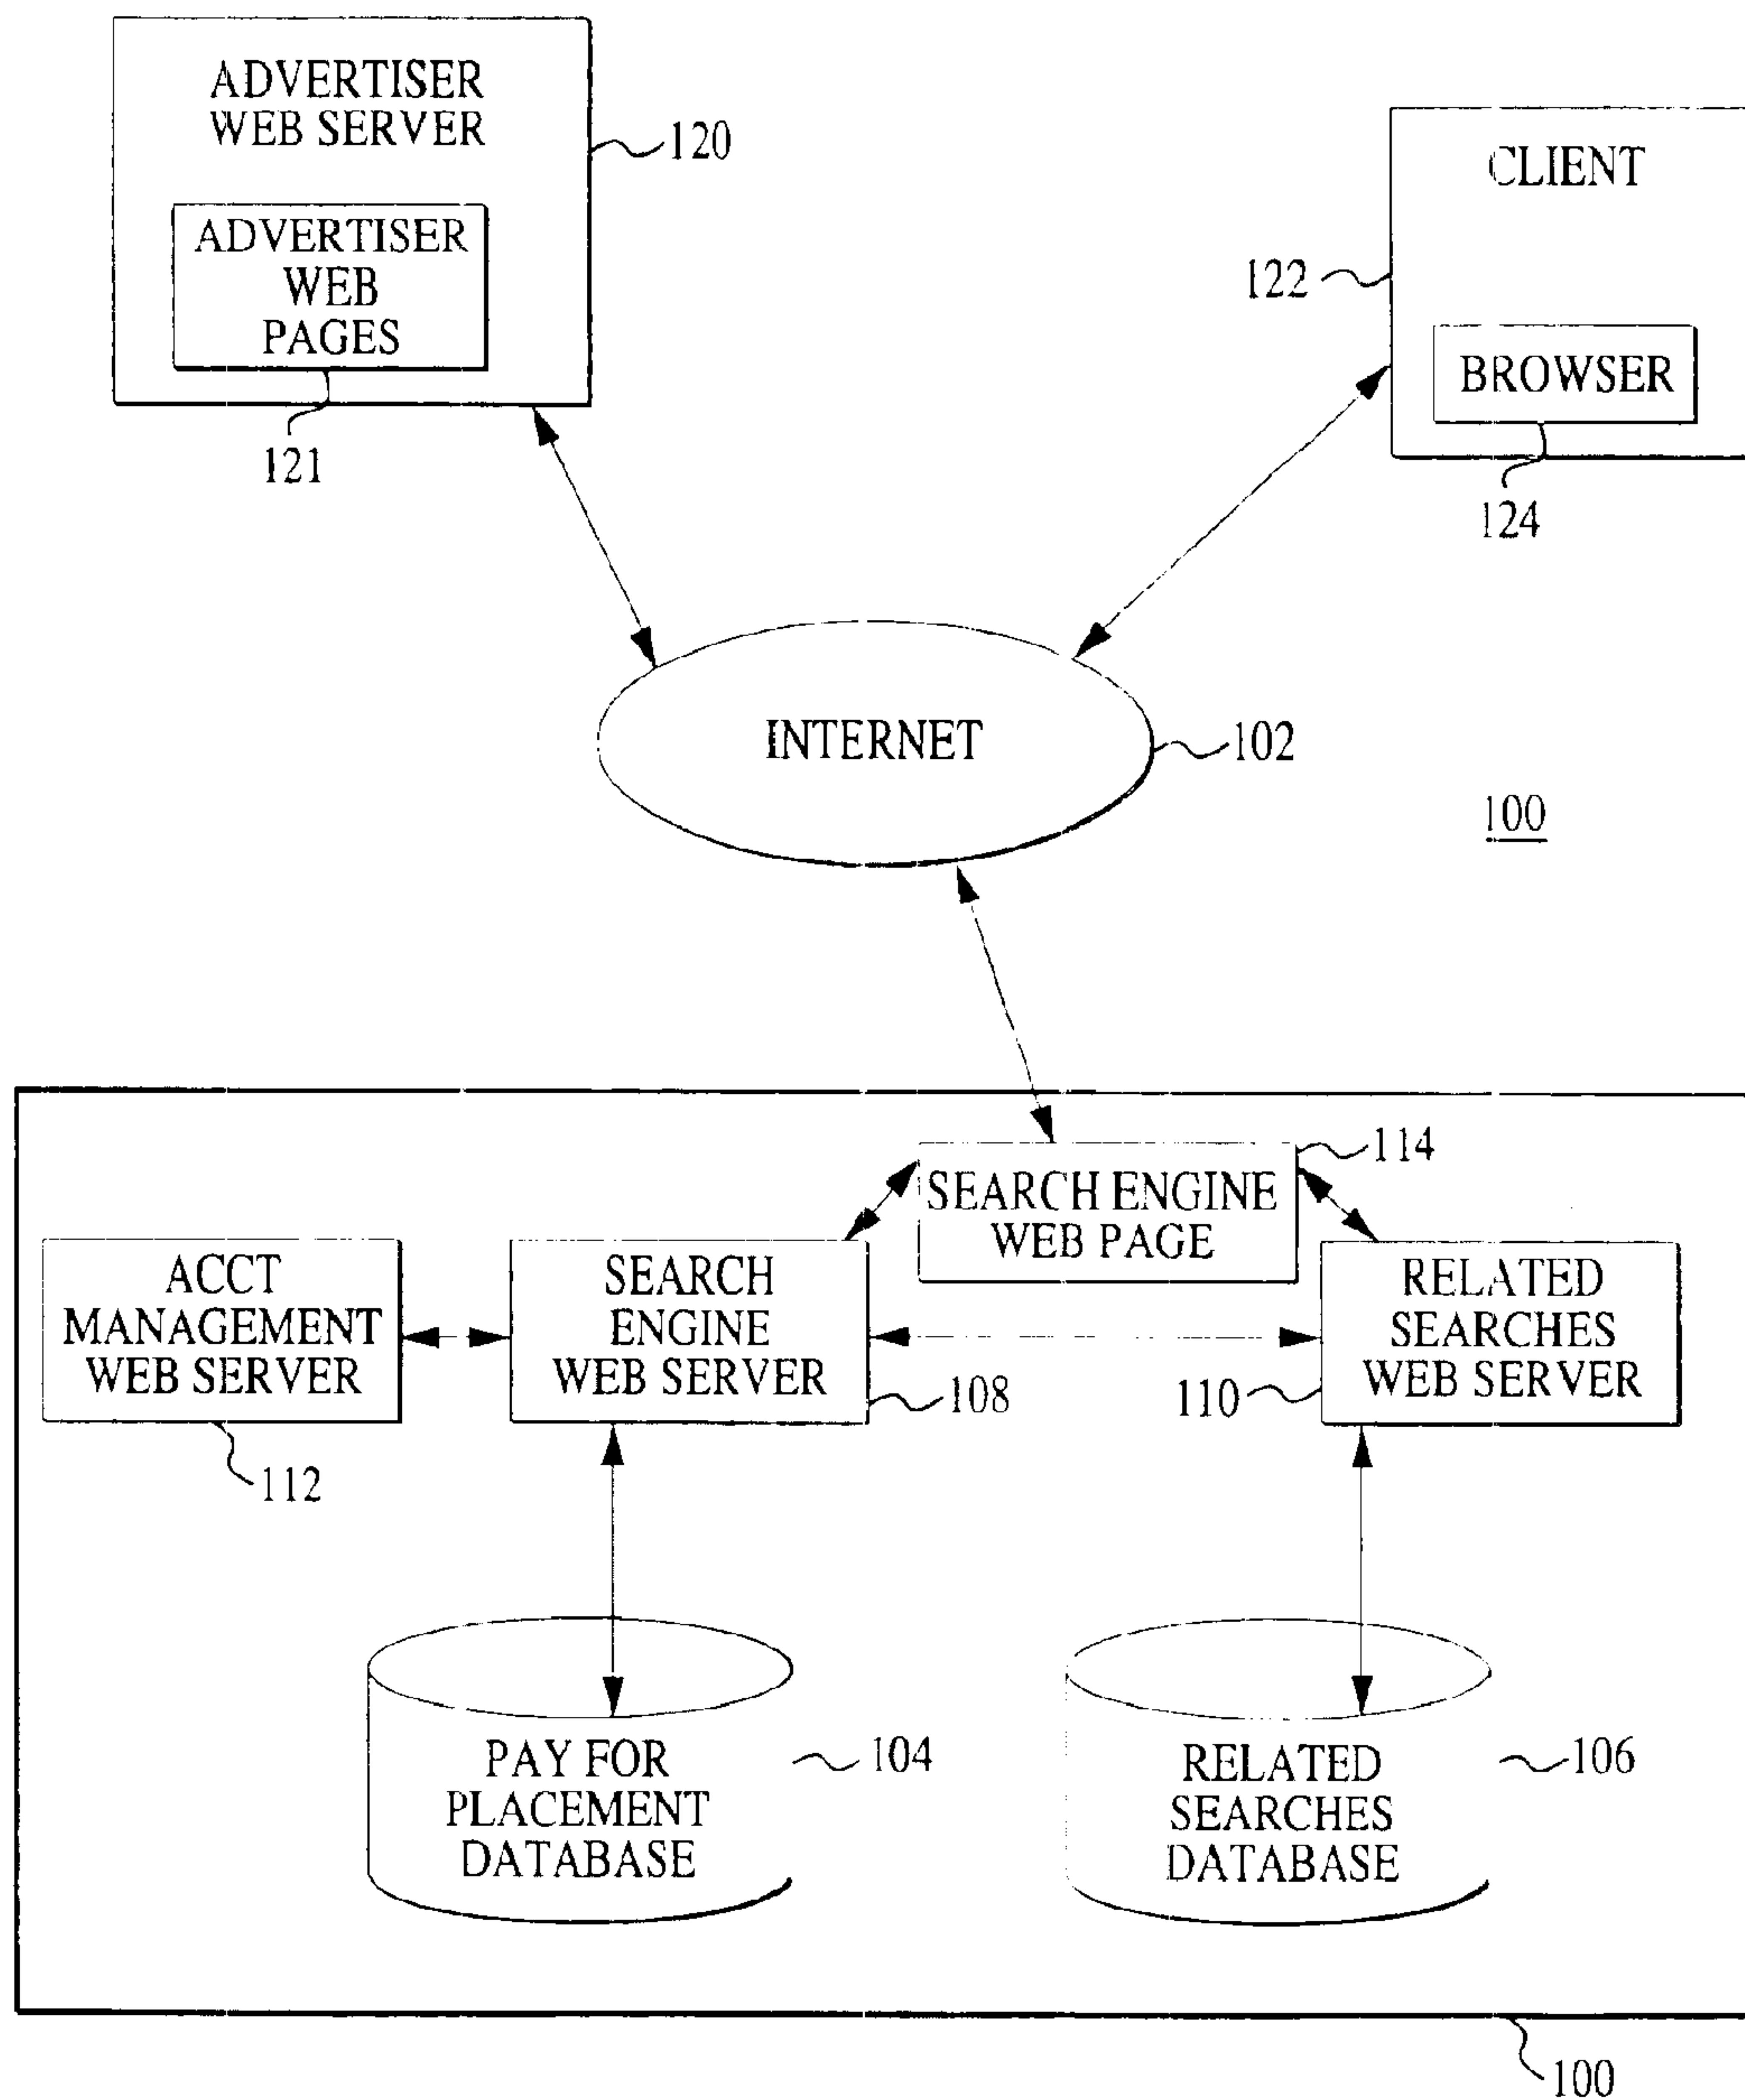 ADVERTISER
WEB SERVER
120
ADVERTISER
WEB
PAGES
121
CLIENT
122
BROWSER
124
INTERNET
102
100
114
SEARCH ENGINE
WEB PAGE
ACCT
MANAGEMENT
WEB SERVER
112
SEARCH
ENGINE
WEB SERVER
108
RELATED
SEARCHES
WEB SERVER
110
PAY FOR
PLACEMENT
DATABASE
104
RELATED
SEARCHES
DATABASE
106
100